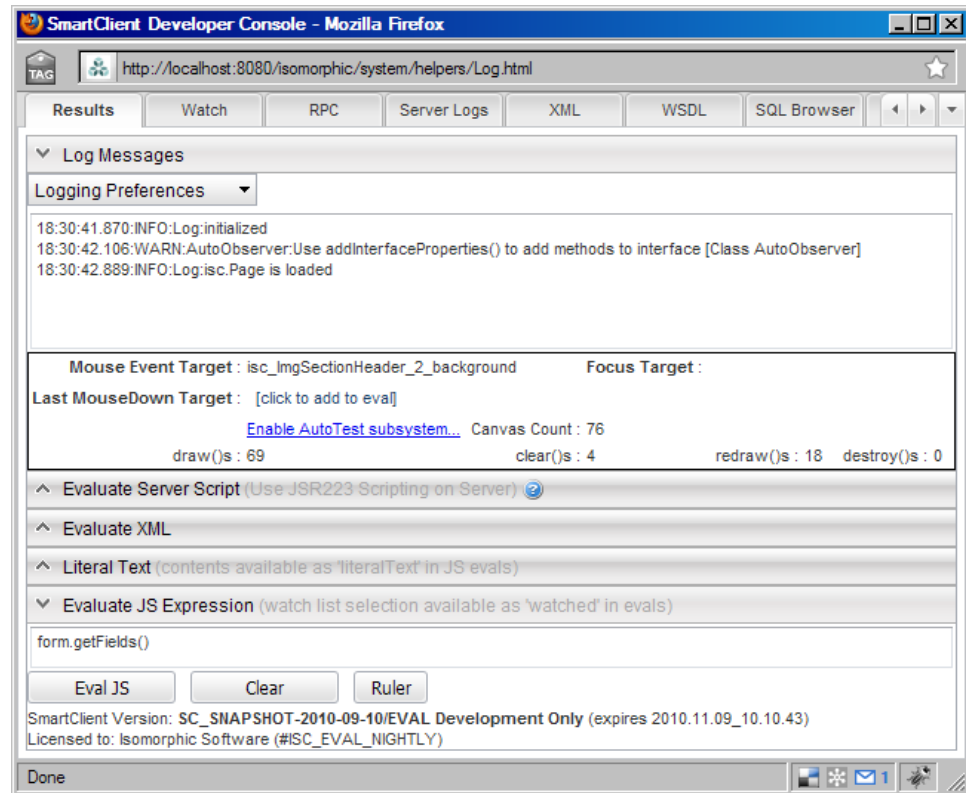 SmartClient Developer Console - Mozilla Firefox
TAG http://localhost:8080/isomorphic/system/helpers/Log.html
Results Watch RPC Server Logs XML WSDL SQL Browser
Log Messages
Logging Preferences
18:30:41.870:INFO:Log:initialized
18:30:42.106:WARN:AutoObserver:Use addInterfaceProperties() to add methods to interface [Class AutoObserver]
18:30:42.889:INFO:Log:isc.Page is loaded
Mouse Event Target : isc_ImgSectionHeader_2_background Focus Target :
Last MouseDown Target : [click to add to eval]
Enable AutoTest subsystem... Canvas Count : 76
draw()s : 69 clear()s : 4 redraw()s : 18 destroy()s : 0
Evaluate Server Script (Use JSR223 Scripting on Server) ?
Evaluate XML
Literal Text (contents available as 'literalText' in JS evals)
Evaluate JS Expression (watch list selection available as 'watched' in evals)
form.getFields()
Eval JS Clear Ruler
SmartClient Version: SC_SNAPSHOT-2010-09-10/EVAL Development Only (expires 2010.11.09_10.10.43)
Licensed to: Isomorphic Software (#ISC_EVAL_NIGHTLY)
Done 1